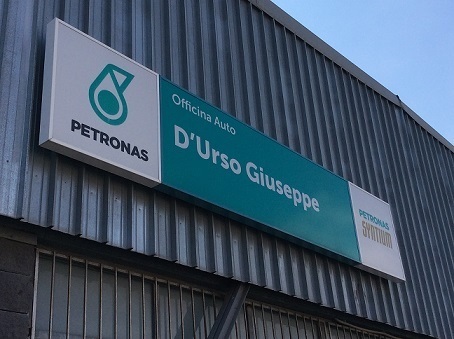 PETRONAS
Officina Auto
D'Urso Giuseppe
PETRONAS
SYNTIUM